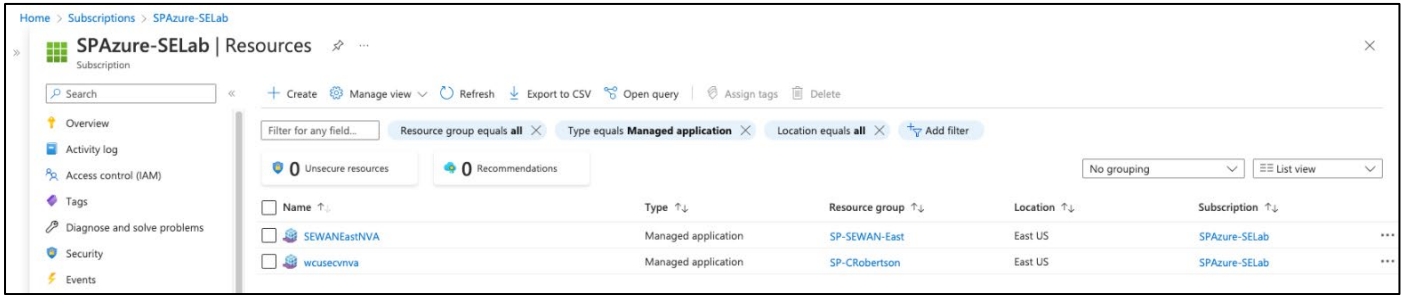 Home > Subscriptions > SPAzure-SELab
SPAzure-SELab | Resources ...
Subscription
Search
Create Manage view Refresh Export to CSV Open query Assign tags Delete
Overview
Filter for any field... Resource group equals all Type equals Managed application Location equals all Add filter
Activity log
0 Unsecure resources 0 Recommendations
No grouping List view
Access control (IAM)
Tags
Name Type Resource group Location Subscription
Diagnose and solve problems
SEWANEastNVA Managed application SP-SEWAN-East East US SPAzure-SELab ...
Security
wcusecvnva Managed application SP-CRobertson East US SPAzure-SELab ...
Events